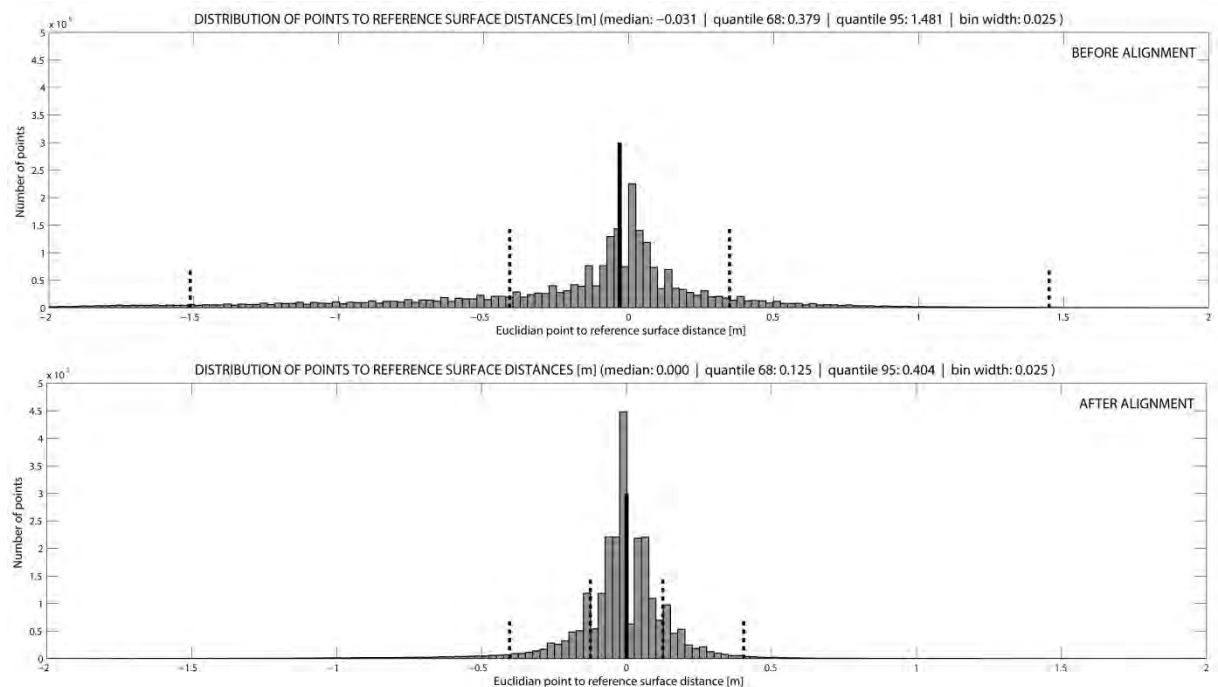 DISTRIBUTION OF POINTS TO REFERENCE SURFACE DISTANCES [m] (median: −0.031 | quantile 68: 0.379 | quantile 95: 1.481 | bin width: 0.025 )
BEFORE ALIGNMENT
Number of points
5
4.5
4
3.5
3
2.5
2
1.5
1
0.5
0
−2 −1.5 −1 −0.5 0 0.5 1 1.5 2
Euclidian point to reference surface distance [m]
DISTRIBUTION OF POINTS TO REFERENCE SURFACE DISTANCES [m] (median: 0.000 | quantile 68: 0.125 | quantile 95: 0.404 | bin width: 0.025 )
AFTER ALIGNMENT
Number of points
5
4.5
4
3.5
3
2.5
2
1.5
1
0.5
0
−2 −1.5 −1 −0.5 0 0.5 1 1.5 2
Euclidian point to reference surface distance [m]